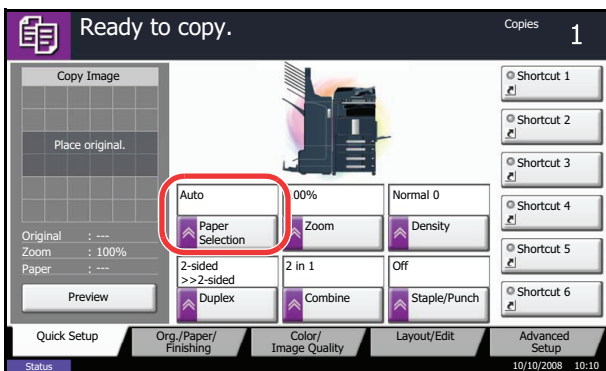 Ready to copy.
Copies
1
Copy Image
Place original.
Original : ---
Zoom : 100%
Paper : ---
Preview
Auto
Paper
Selection
00%
Zoom
Normal 0
Density
2-sided
>>2-sided
Duplex
2 in 1
Combine
Off
Staple/Punch
Shortcut 1
Shortcut 2
Shortcut 3
Shortcut 4
Shortcut 5
Shortcut 6
Quick Setup
Org./Paper/
Finishing
Color/
Image Quality
Layout/Edit
Advanced
Setup
Status
10/10/2008 10:10